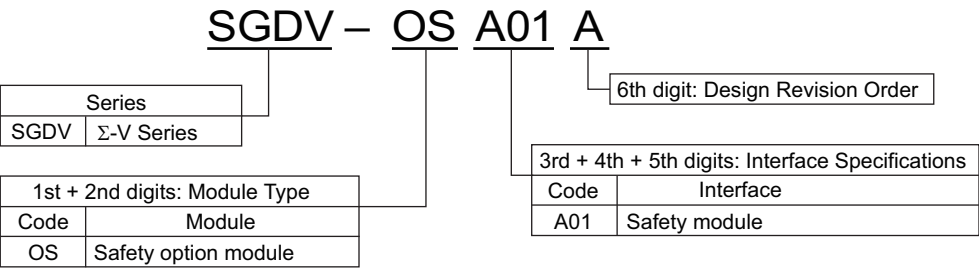 SGDV – OS A01 A
6th digit: Design Revision Order
Series
SGDV Σ-V Series
3rd + 4th + 5th digits: Interface Specifications
Code Interface
A01 Safety module
1st + 2nd digits: Module Type
Code Module
OS Safety option module